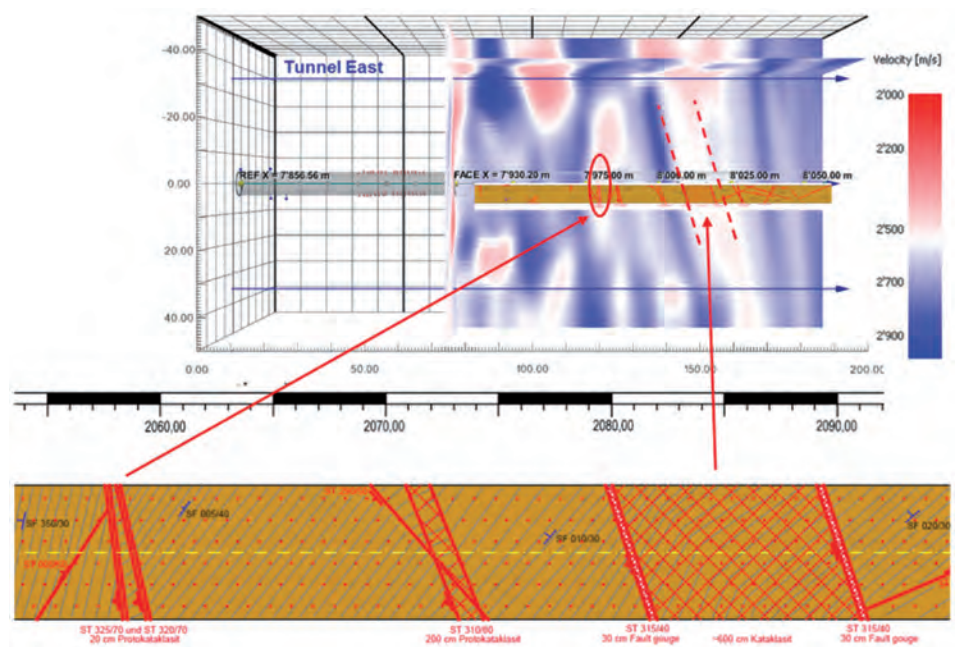 -40.00
Tunnel East
Velocity [m/s]
2'000
-20.00
2'200
REF X = 7'856.56 m
FACE X = 7'930.20 m
7'975.00 m
8'000.00 m
8'025.00 m
8'050.00 m
0.00
2'500
20.00
2'700
40.00
2'900
0.00
50.00
100.00
150.00
200.00
2060,00
2070,00
2080,00
2090,00
SF 350/30
SF 005/40
SF 010/30
SF 020/30
ST 325/70 und ST 320/70
20 cm Protokataklasit
ST 310/60
200 cm Protokataklasit
ST 315/40
30 cm Fault gouge
~600 cm Kataklasit
ST 315/40
30 cm Fault gouge